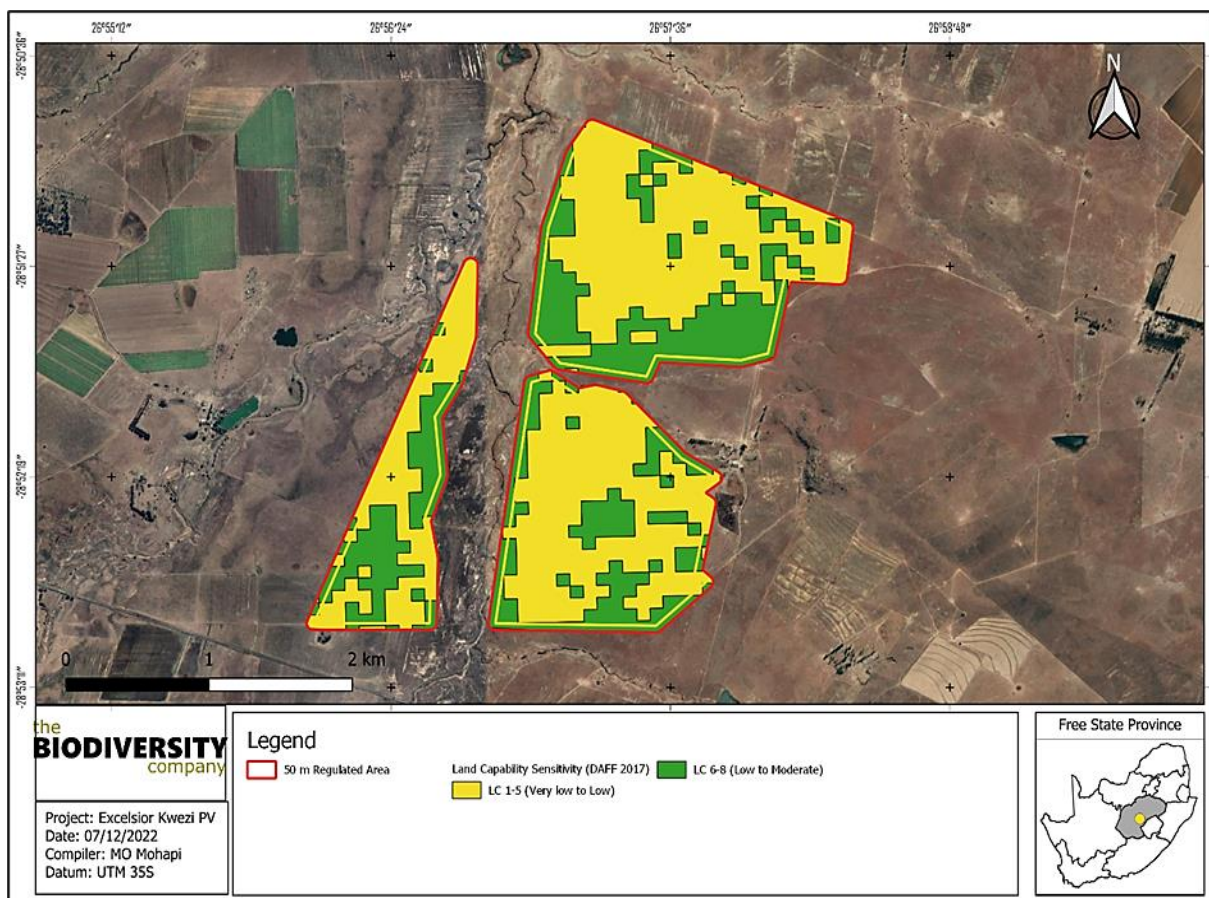 26°55'12" 26°56'24" 26°57'36" 26°58'48"
-28°50'36"
-28°51'27"
-28°52'19"
-28°53'11"
N
0 1 2 km
the
BIODIVERSITY
company
Project: Excelsior Kwezi PV
Date: 07/12/2022
Compiler: MO Mohapi
Datum: UTM 35S
Legend
50 m Regulated Area
Land Capability Sensitivity (DAFF 2017)
LC 1-5 (Very low to Low)
LC 6-8 (Low to Moderate)
Free State Province